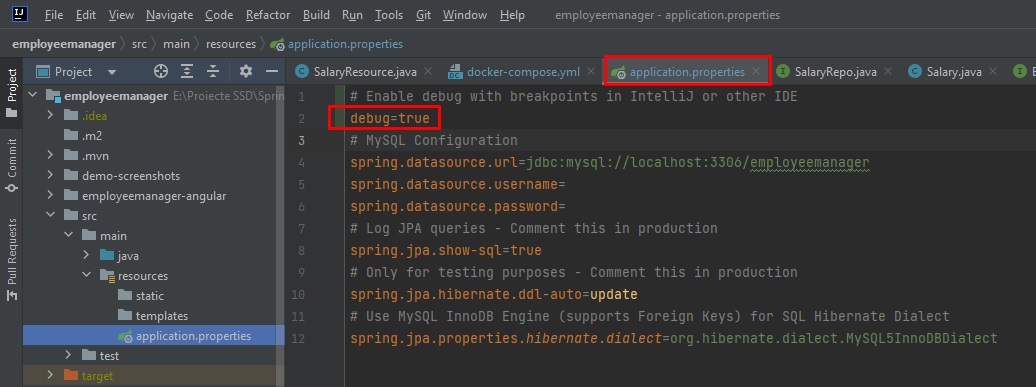 File Edit View Navigate Code Refactor Build Run Tools Git Window Help employeemanager - application.properties
employeemanager src main resources application.properties
Project
SalaryResource.java docker-compose.yml application.properties SalaryRepo.java Salary.java
employeemanager E:\Proiecte SSD\Sprin
.idea
.m2
.mvn
demo-screenshots
employeemanager-angular
src
main
java
resources
static
templates
application.properties
test
target
Project
Commit
Pull Requests
1 # Enable debug with breakpoints in IntelliJ or other IDE
2 debug=true
3 # MySQL Configuration
4 spring.datasource.url=jdbc:mysql://localhost:3306/employeemanager
5 spring.datasource.username=
6 spring.datasource.password=
7 # Log JPA queries - Comment this in production
8 spring.jpa.show-sql=true
9 # Only for testing purposes - Comment this in production
10 spring.jpa.hibernate.ddl-auto=update
11 # Use MySQL InnoDB Engine (supports Foreign Keys) for SQL Hibernate Dialect
12 spring.jpa.properties.hibernate.dialect=org.hibernate.dialect.MySQL5InnoDBDialect